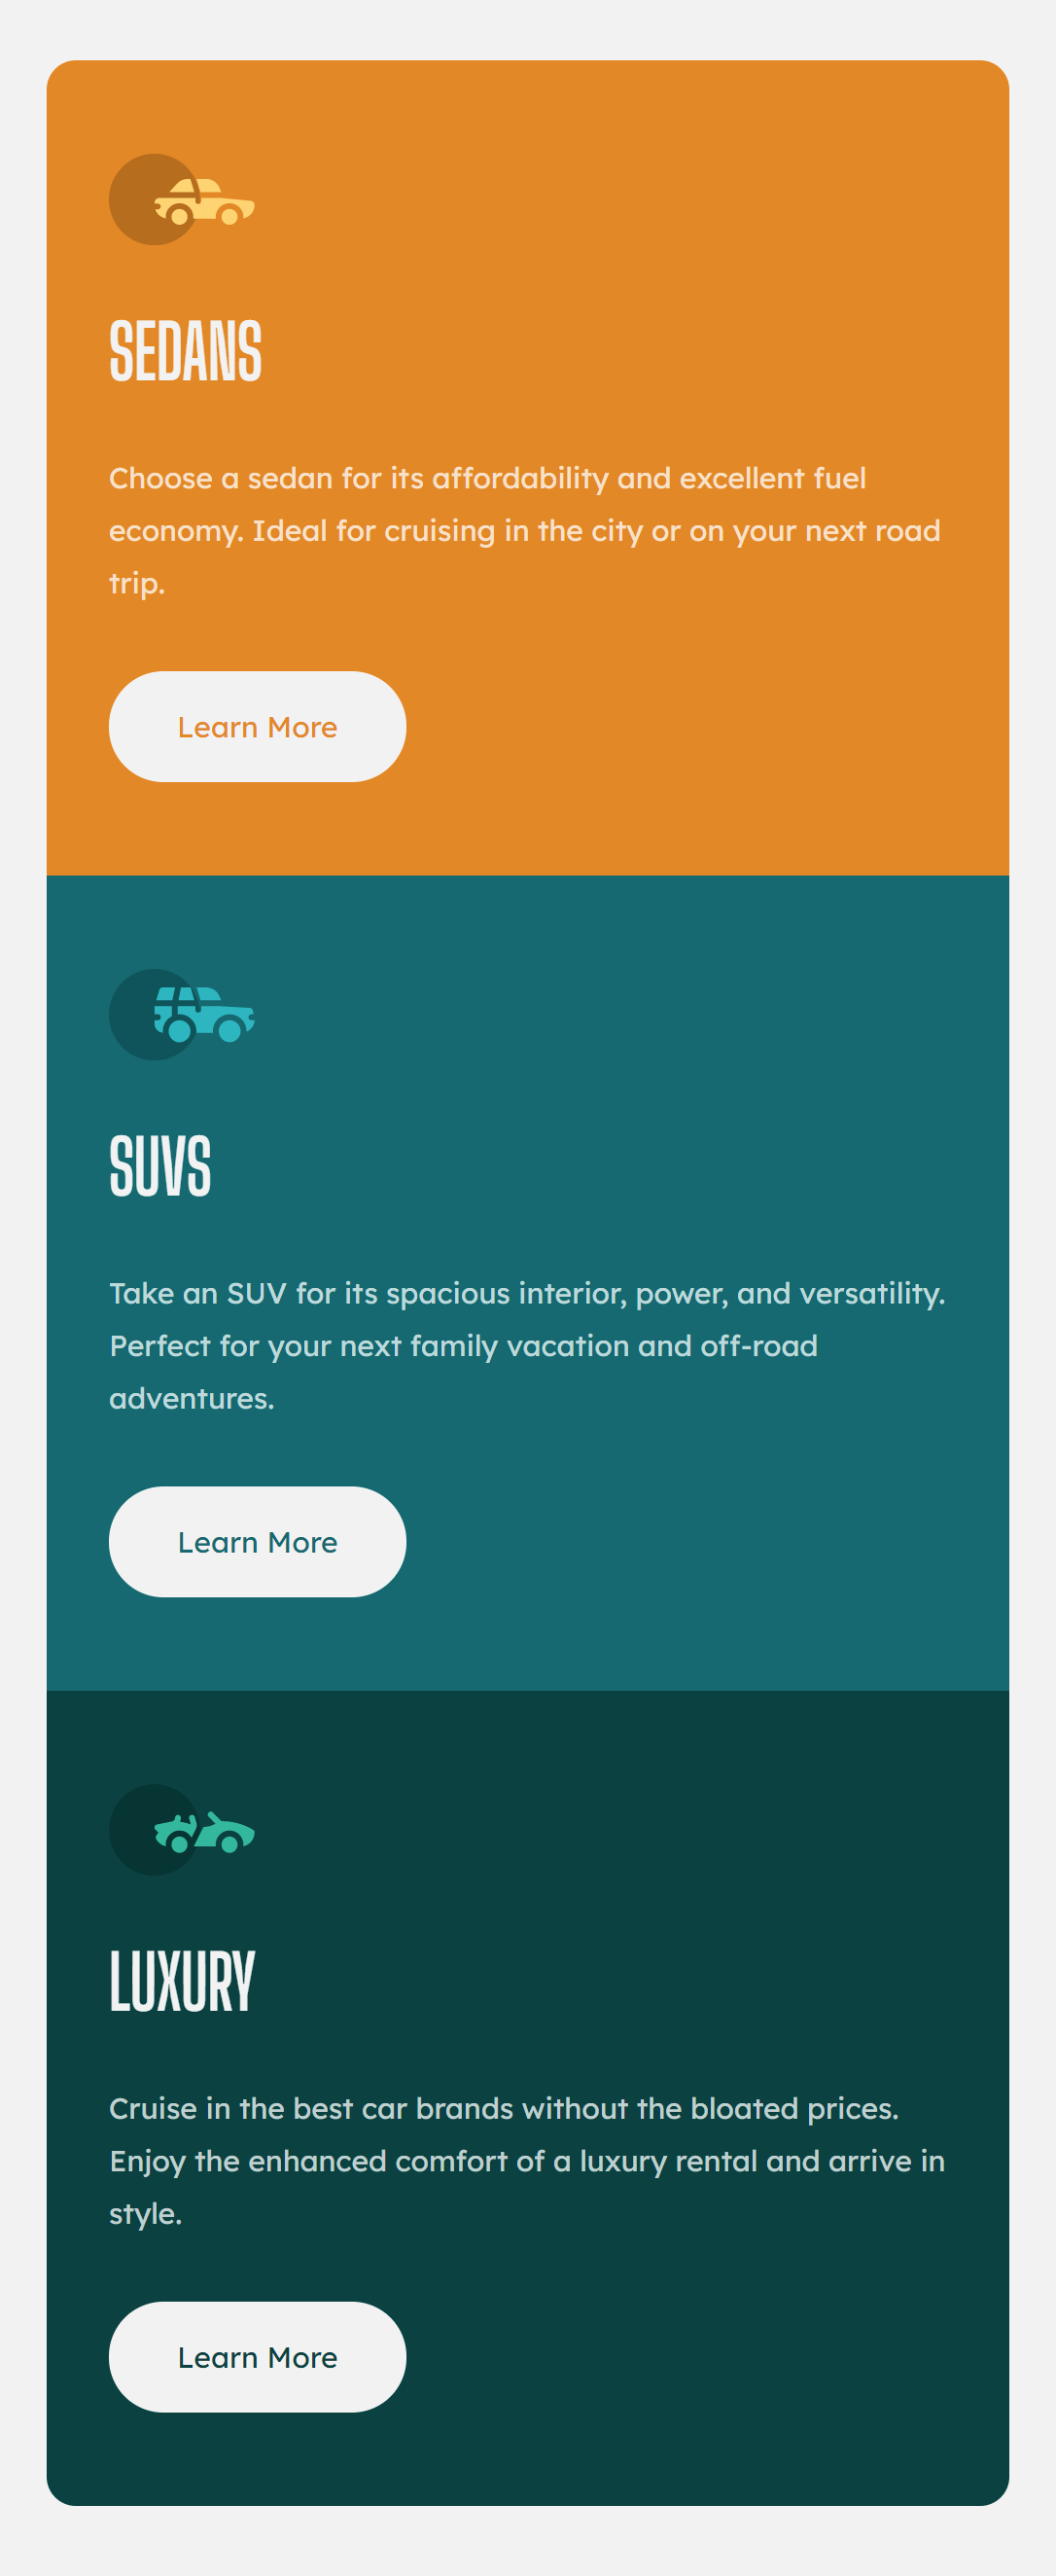 SEDANS
Choose a sedan for its affordability and excellent fuel
economy. Ideal for cruising in the city or on your next road
trip.
Learn More
SUVS
Take an SUV for its spacious interior, power, and versatility.
Perfect for your next family vacation and off-road
adventures.
Learn More
LUXURY
Cruise in the best car brands without the bloated prices.
Enjoy the enhanced comfort of a luxury rental and arrive in
style.
Learn More